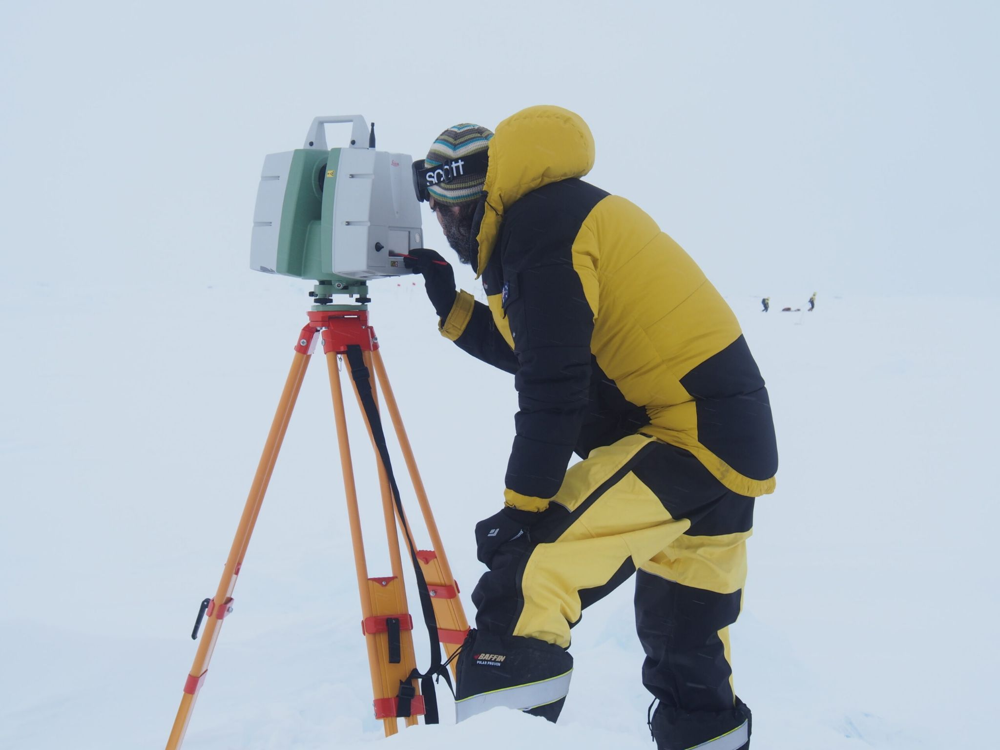 Leica
SCOTT
BAFFIN
POLAR PROVEN